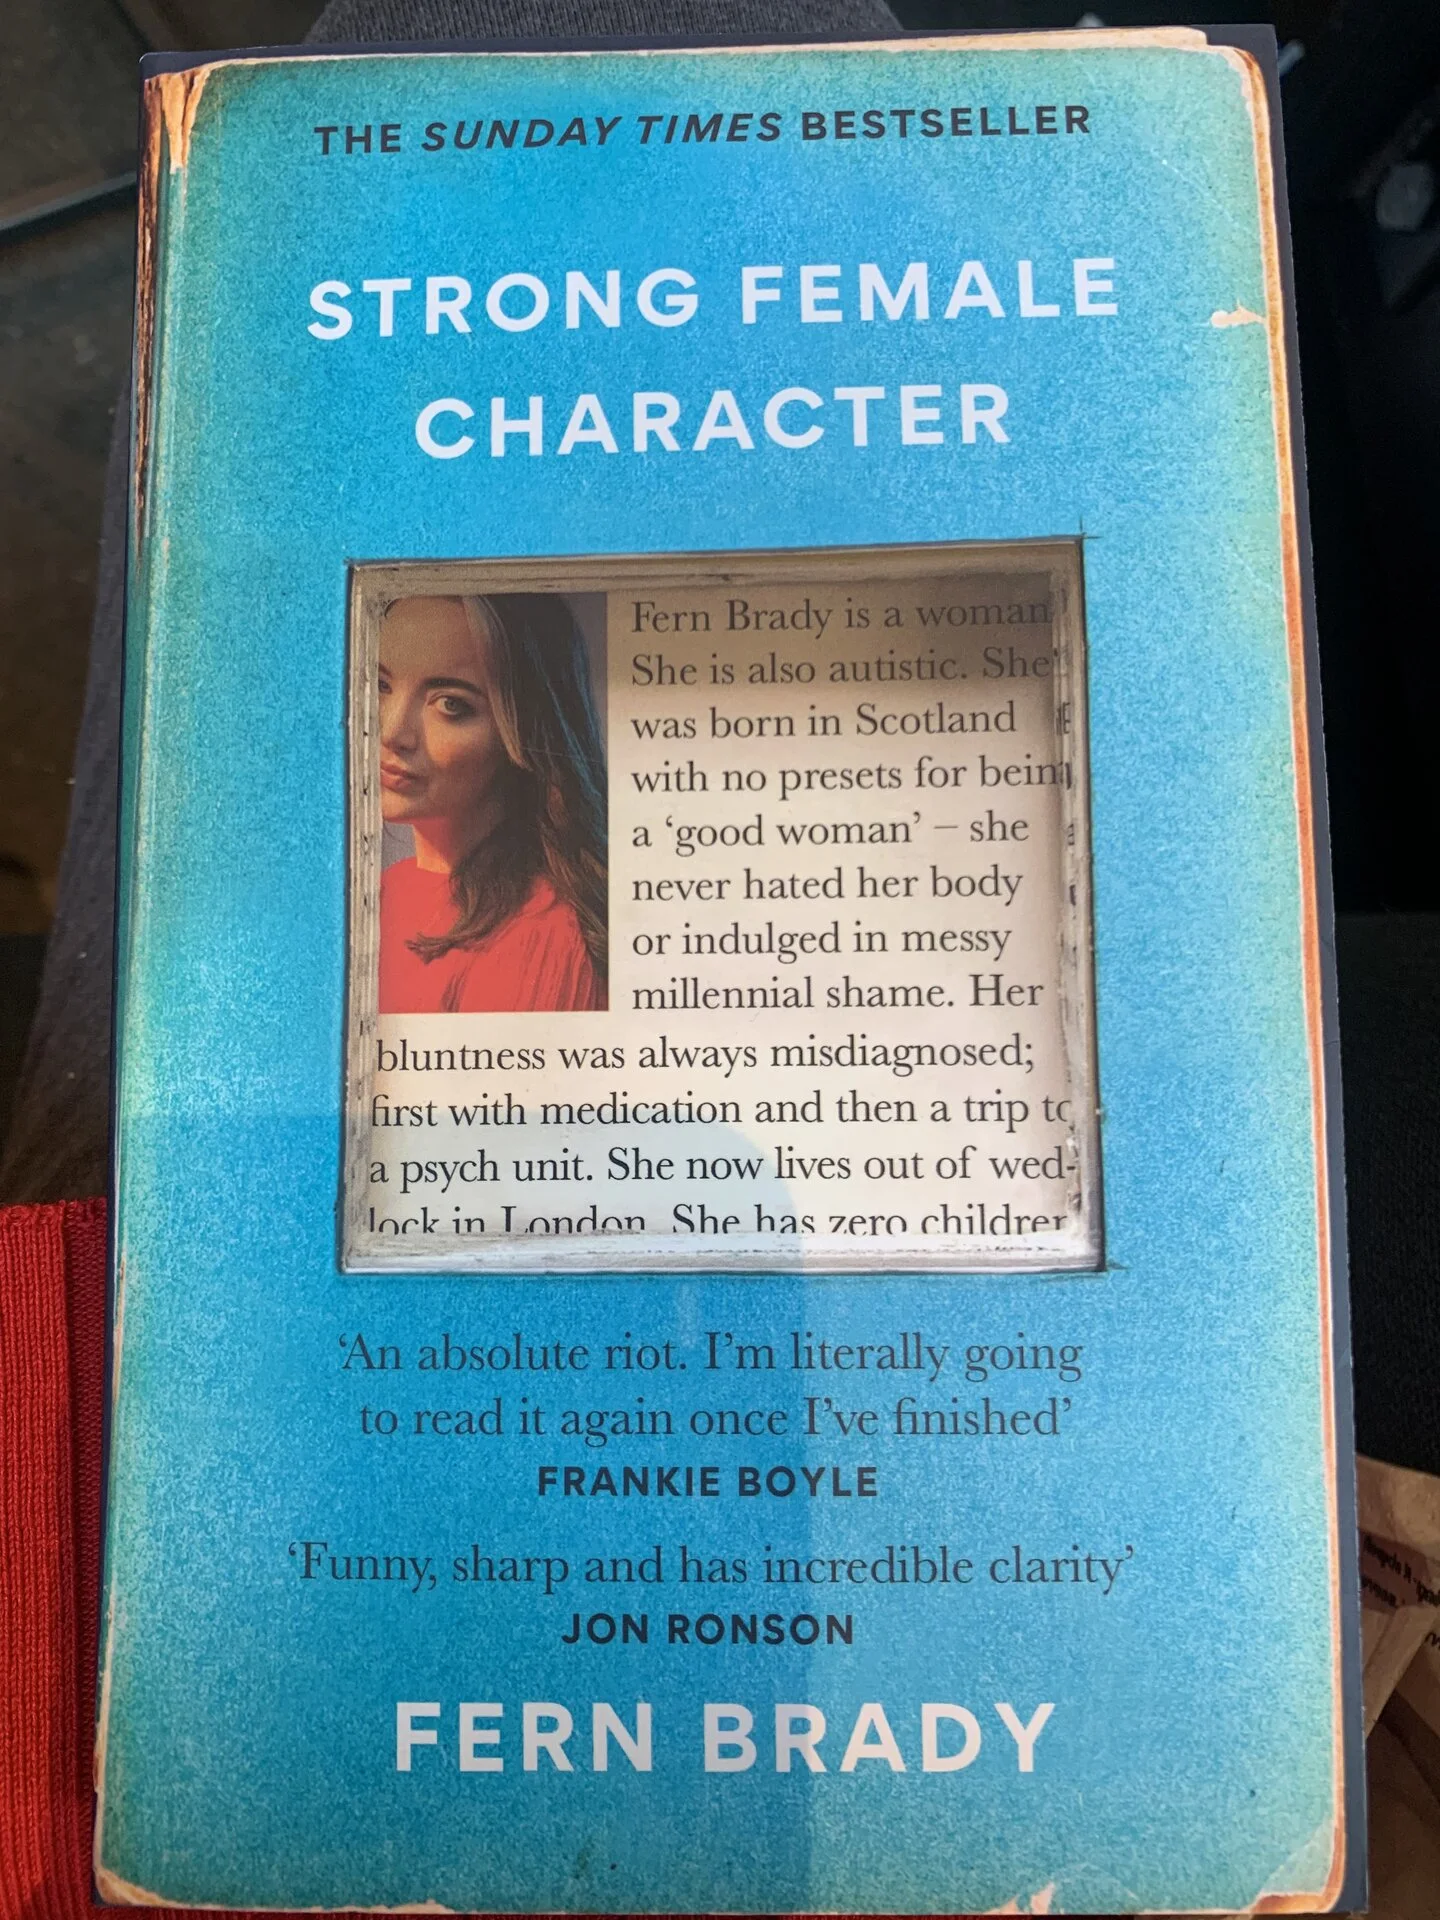 THE SUNDAY TIMES BESTSELLER
STRONG FEMALE
CHARACTER
Fern Brady is a woman
She is also autistic. She
was born in Scotland
with no presets for bein
a ‘good woman’ – she
never hated her body
or indulged in messy
millennial shame. Her
bluntness was always misdiagnosed;
first with medication and then a trip to
a psych unit. She now lives out of wed-
lock in London. She has zero children
‘An absolute riot. I’m literally going
to read it again once I’ve finished’
FRANKIE BOYLE
‘Funny, sharp and has incredible clarity’
JON RONSON
FERN BRADY